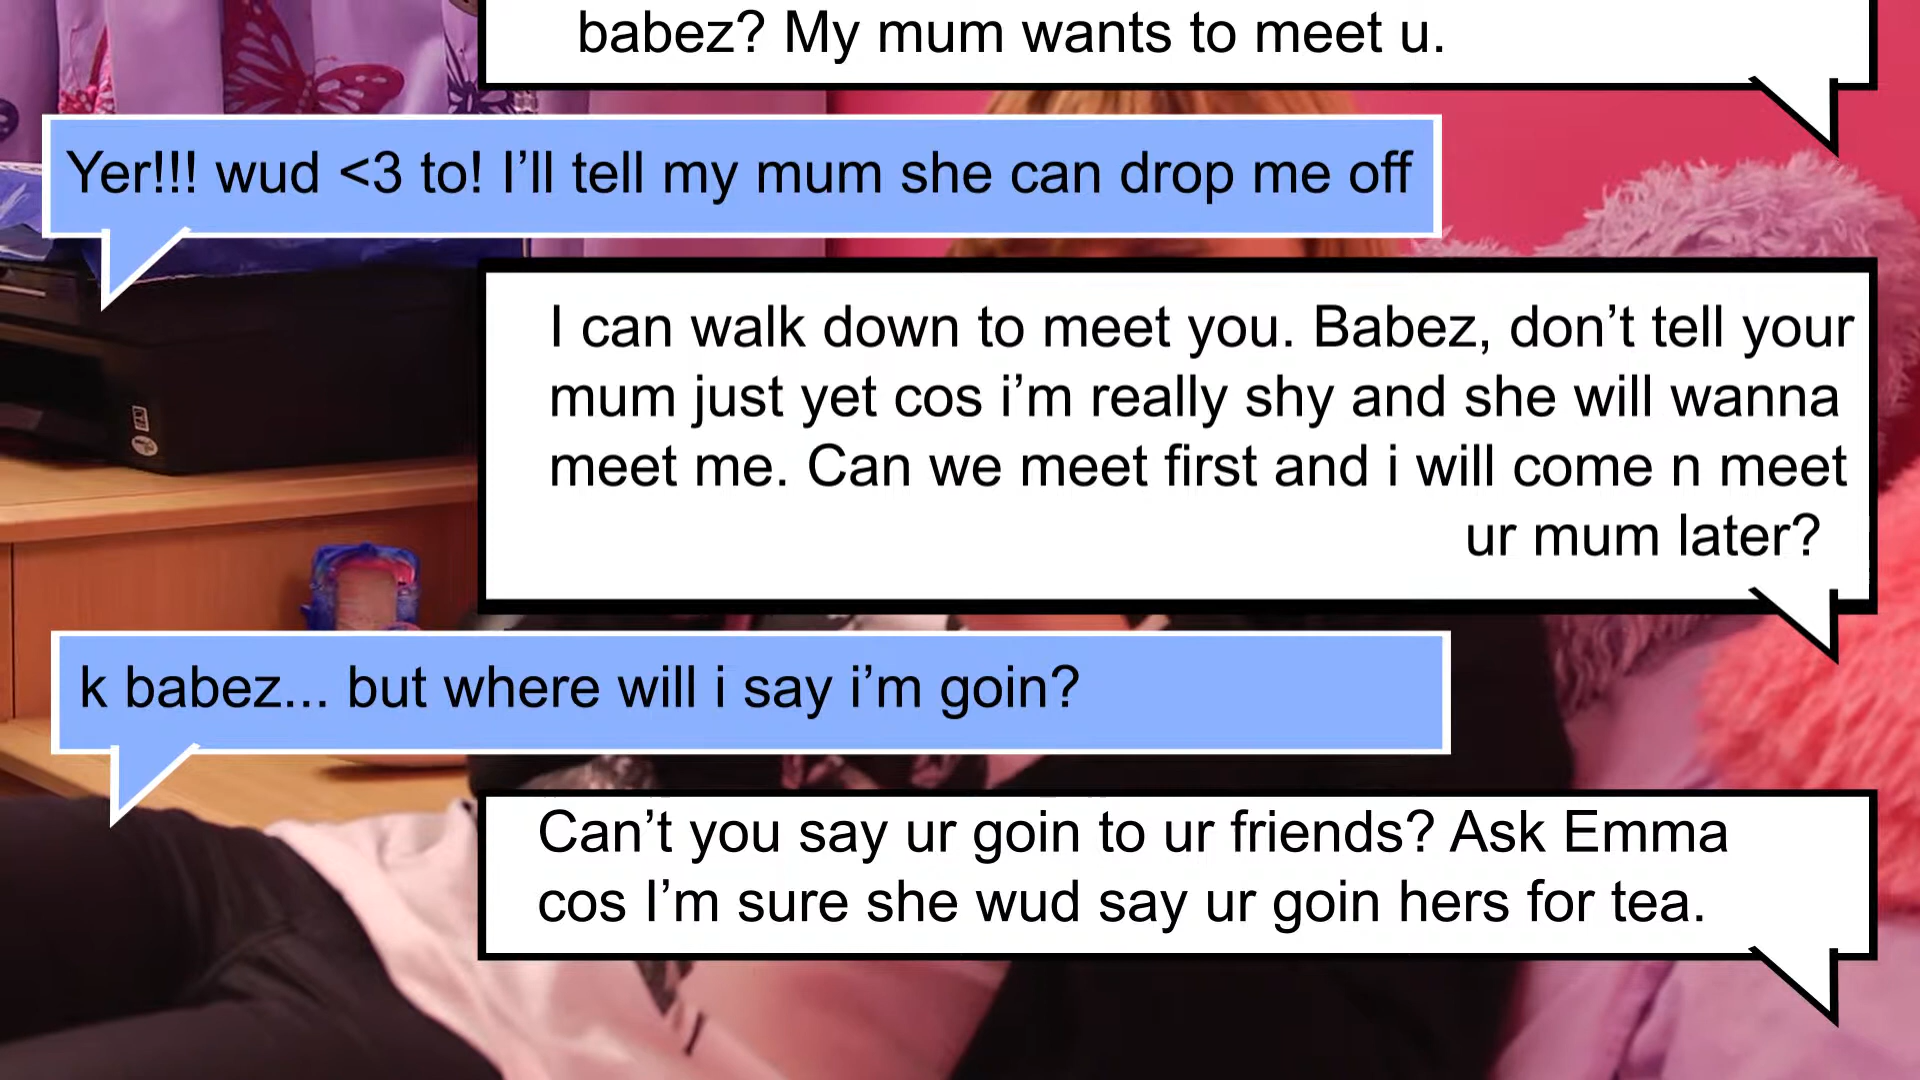 babez? My mum wants to meet u.
Yer!!! wud <3 to! I’ll tell my mum she can drop me off
I can walk down to meet you. Babez, don’t tell your
mum just yet cos i’m really shy and she will wanna
meet me. Can we meet first and i will come n meet
ur mum later?
k babez... but where will i say i’m goin?
Can’t you say ur goin to ur friends? Ask Emma
cos I’m sure she wud say ur goin hers for tea.